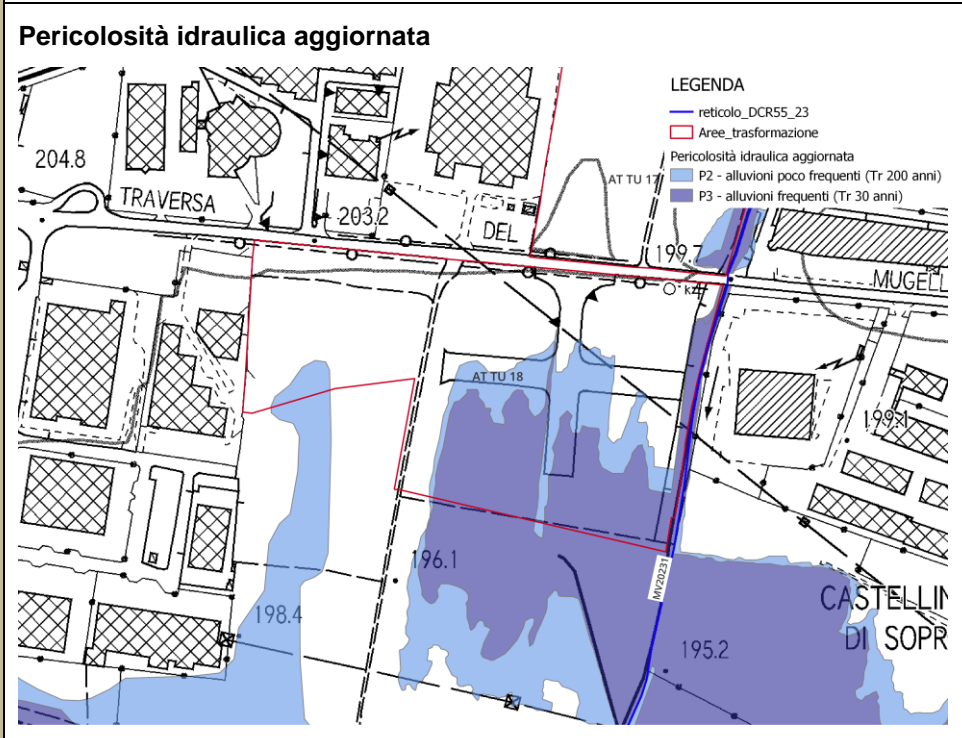 Pericolosità idraulica aggiornata
LEGENDA
reticolo_DCR55_23
Aree_trasformazione
Pericolosità idraulica aggiornata
P2 - alluvioni poco frequenti (Tr 200 anni)
P3 - alluvioni frequenti (Tr 30 anni)
204.8
TRAVERSA
203.2
DEL
AT TU 17
199.7
MUGELL
AT TU 18
199.1
196.1
MV20231
198.4
195.2
CASTELLIN
DI SOPR